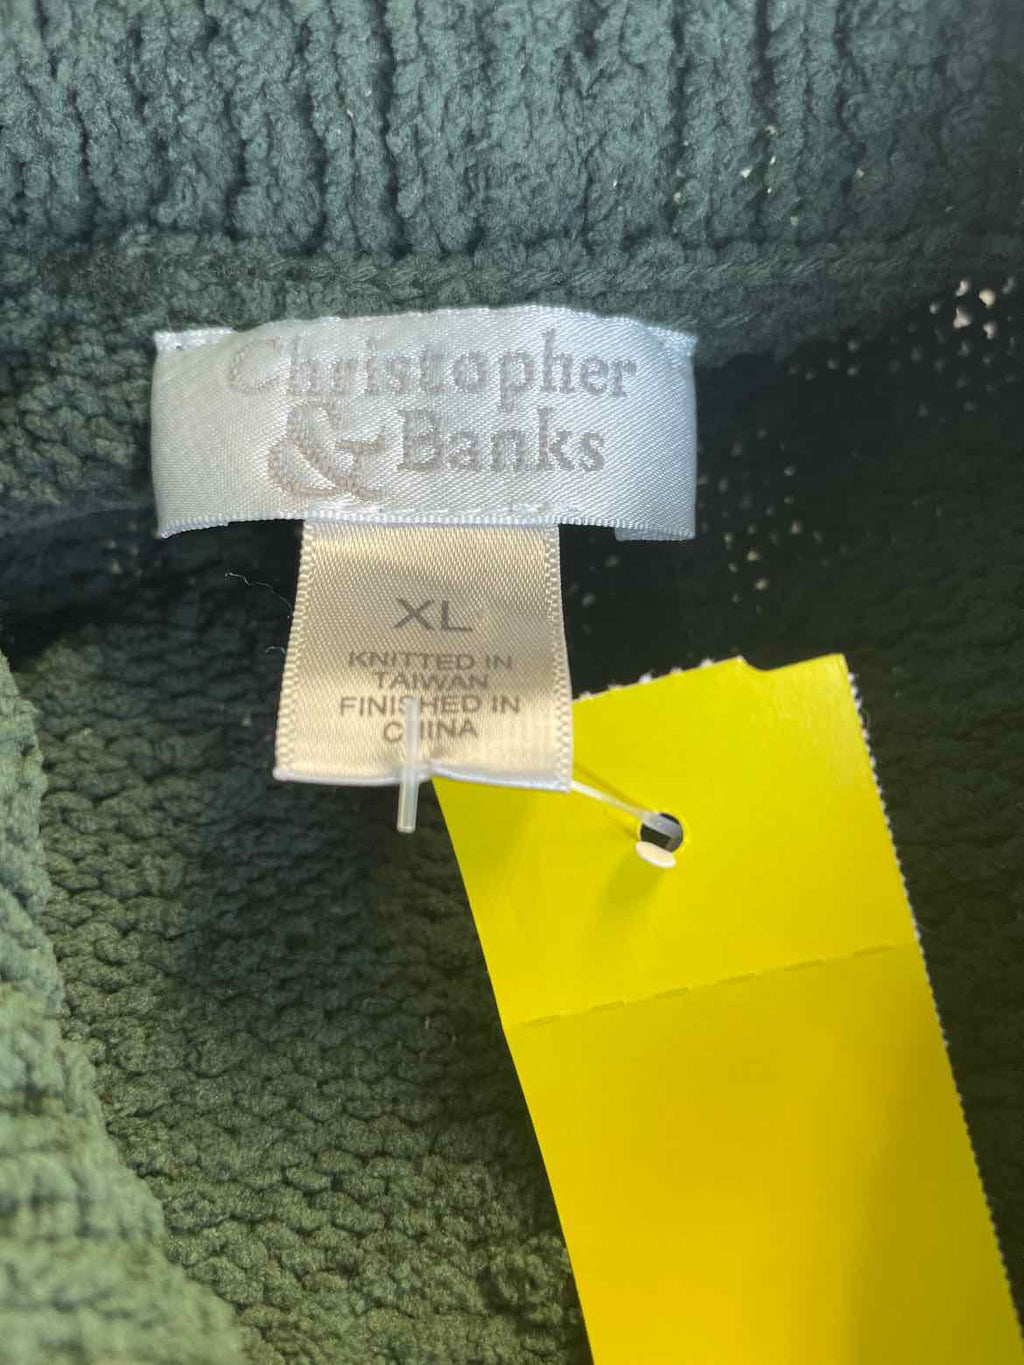 Christopher
& Banks
XL
KNITTED IN
TAIWAN
FINISHED IN
CHINA